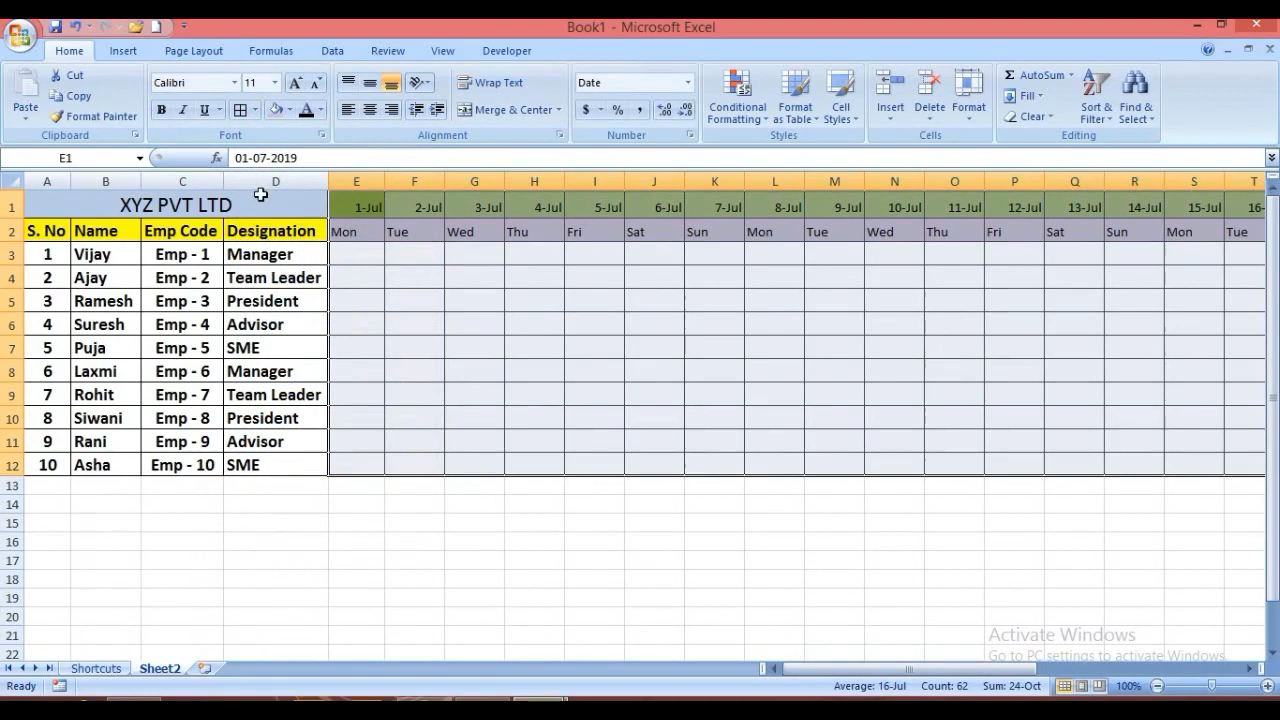 Book1 - Microsoft Excel
Home Insert Page Layout Formulas Data Review View Developer
Paste Cut Copy Format Painter Clipboard
Calibri 11 B I U A Font
Wrap Text Merge & Center Alignment
Date $ % , Number
Conditional Formatting Format as Table Cell Styles Styles
Insert Delete Format Cells
Σ AutoSum Fill Clear Sort & Filter Find & Select Editing
E1 fx 01-07-2019
A B C D E F G H I J K L M N O P Q R S T
1 XYZ PVT LTD 1-Jul 2-Jul 3-Jul 4-Jul 5-Jul 6-Jul 7-Jul 8-Jul 9-Jul 10-Jul 11-Jul 12-Jul 13-Jul 14-Jul 15-Jul 16-
2 S. No Name Emp Code Designation Mon Tue Wed Thu Fri Sat Sun Mon Tue Wed Thu Fri Sat Sun Mon Tue
3 1 Vijay Emp - 1 Manager
4 2 Ajay Emp - 2 Team Leader
5 3 Ramesh Emp - 3 President
6 4 Suresh Emp - 4 Advisor
7 5 Puja Emp - 5 SME
8 6 Laxmi Emp - 6 Manager
9 7 Rohit Emp - 7 Team Leader
10 8 Siwani Emp - 8 President
11 9 Rani Emp - 9 Advisor
12 10 Asha Emp - 10 SME
13
14
15
16
17
18
19
20
21
22
Activate Windows
Go to PC settings to activate Windows.
Shortcuts Sheet2
Ready Average: 16-Jul Count: 62 Sum: 24-Oct 100%